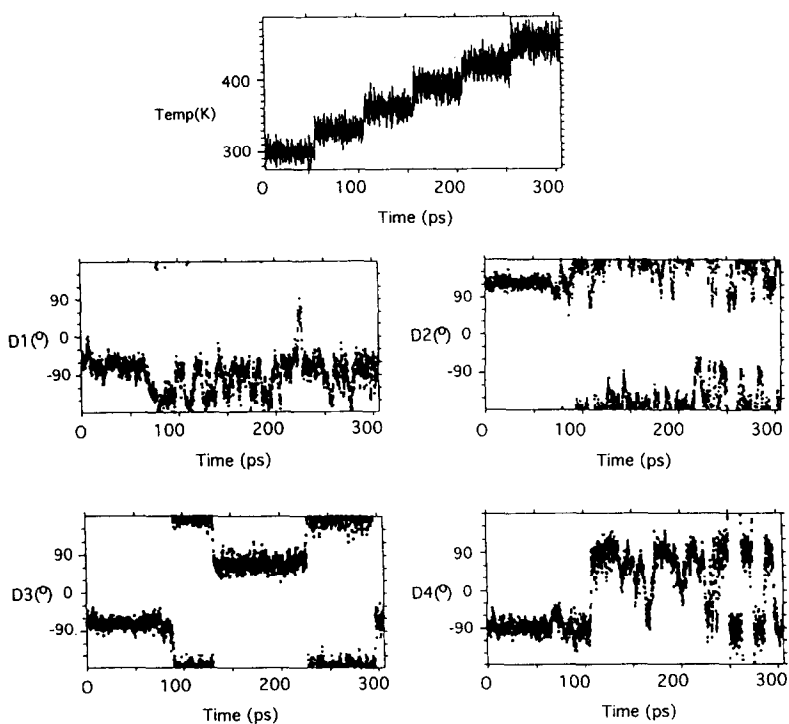 400
Temp(K)
300
0 100 200 300
Time (ps)
90
0
D1(º)
-90
0 100 200 300
Time (ps)
90
0
D2(º)
-90
0 100 200 300
Time (ps)
90
D3(º) 0
-90
0 100 200 300
Time (ps)
90
D4(º) 0
-90
0 100 200 300
Time (ps)